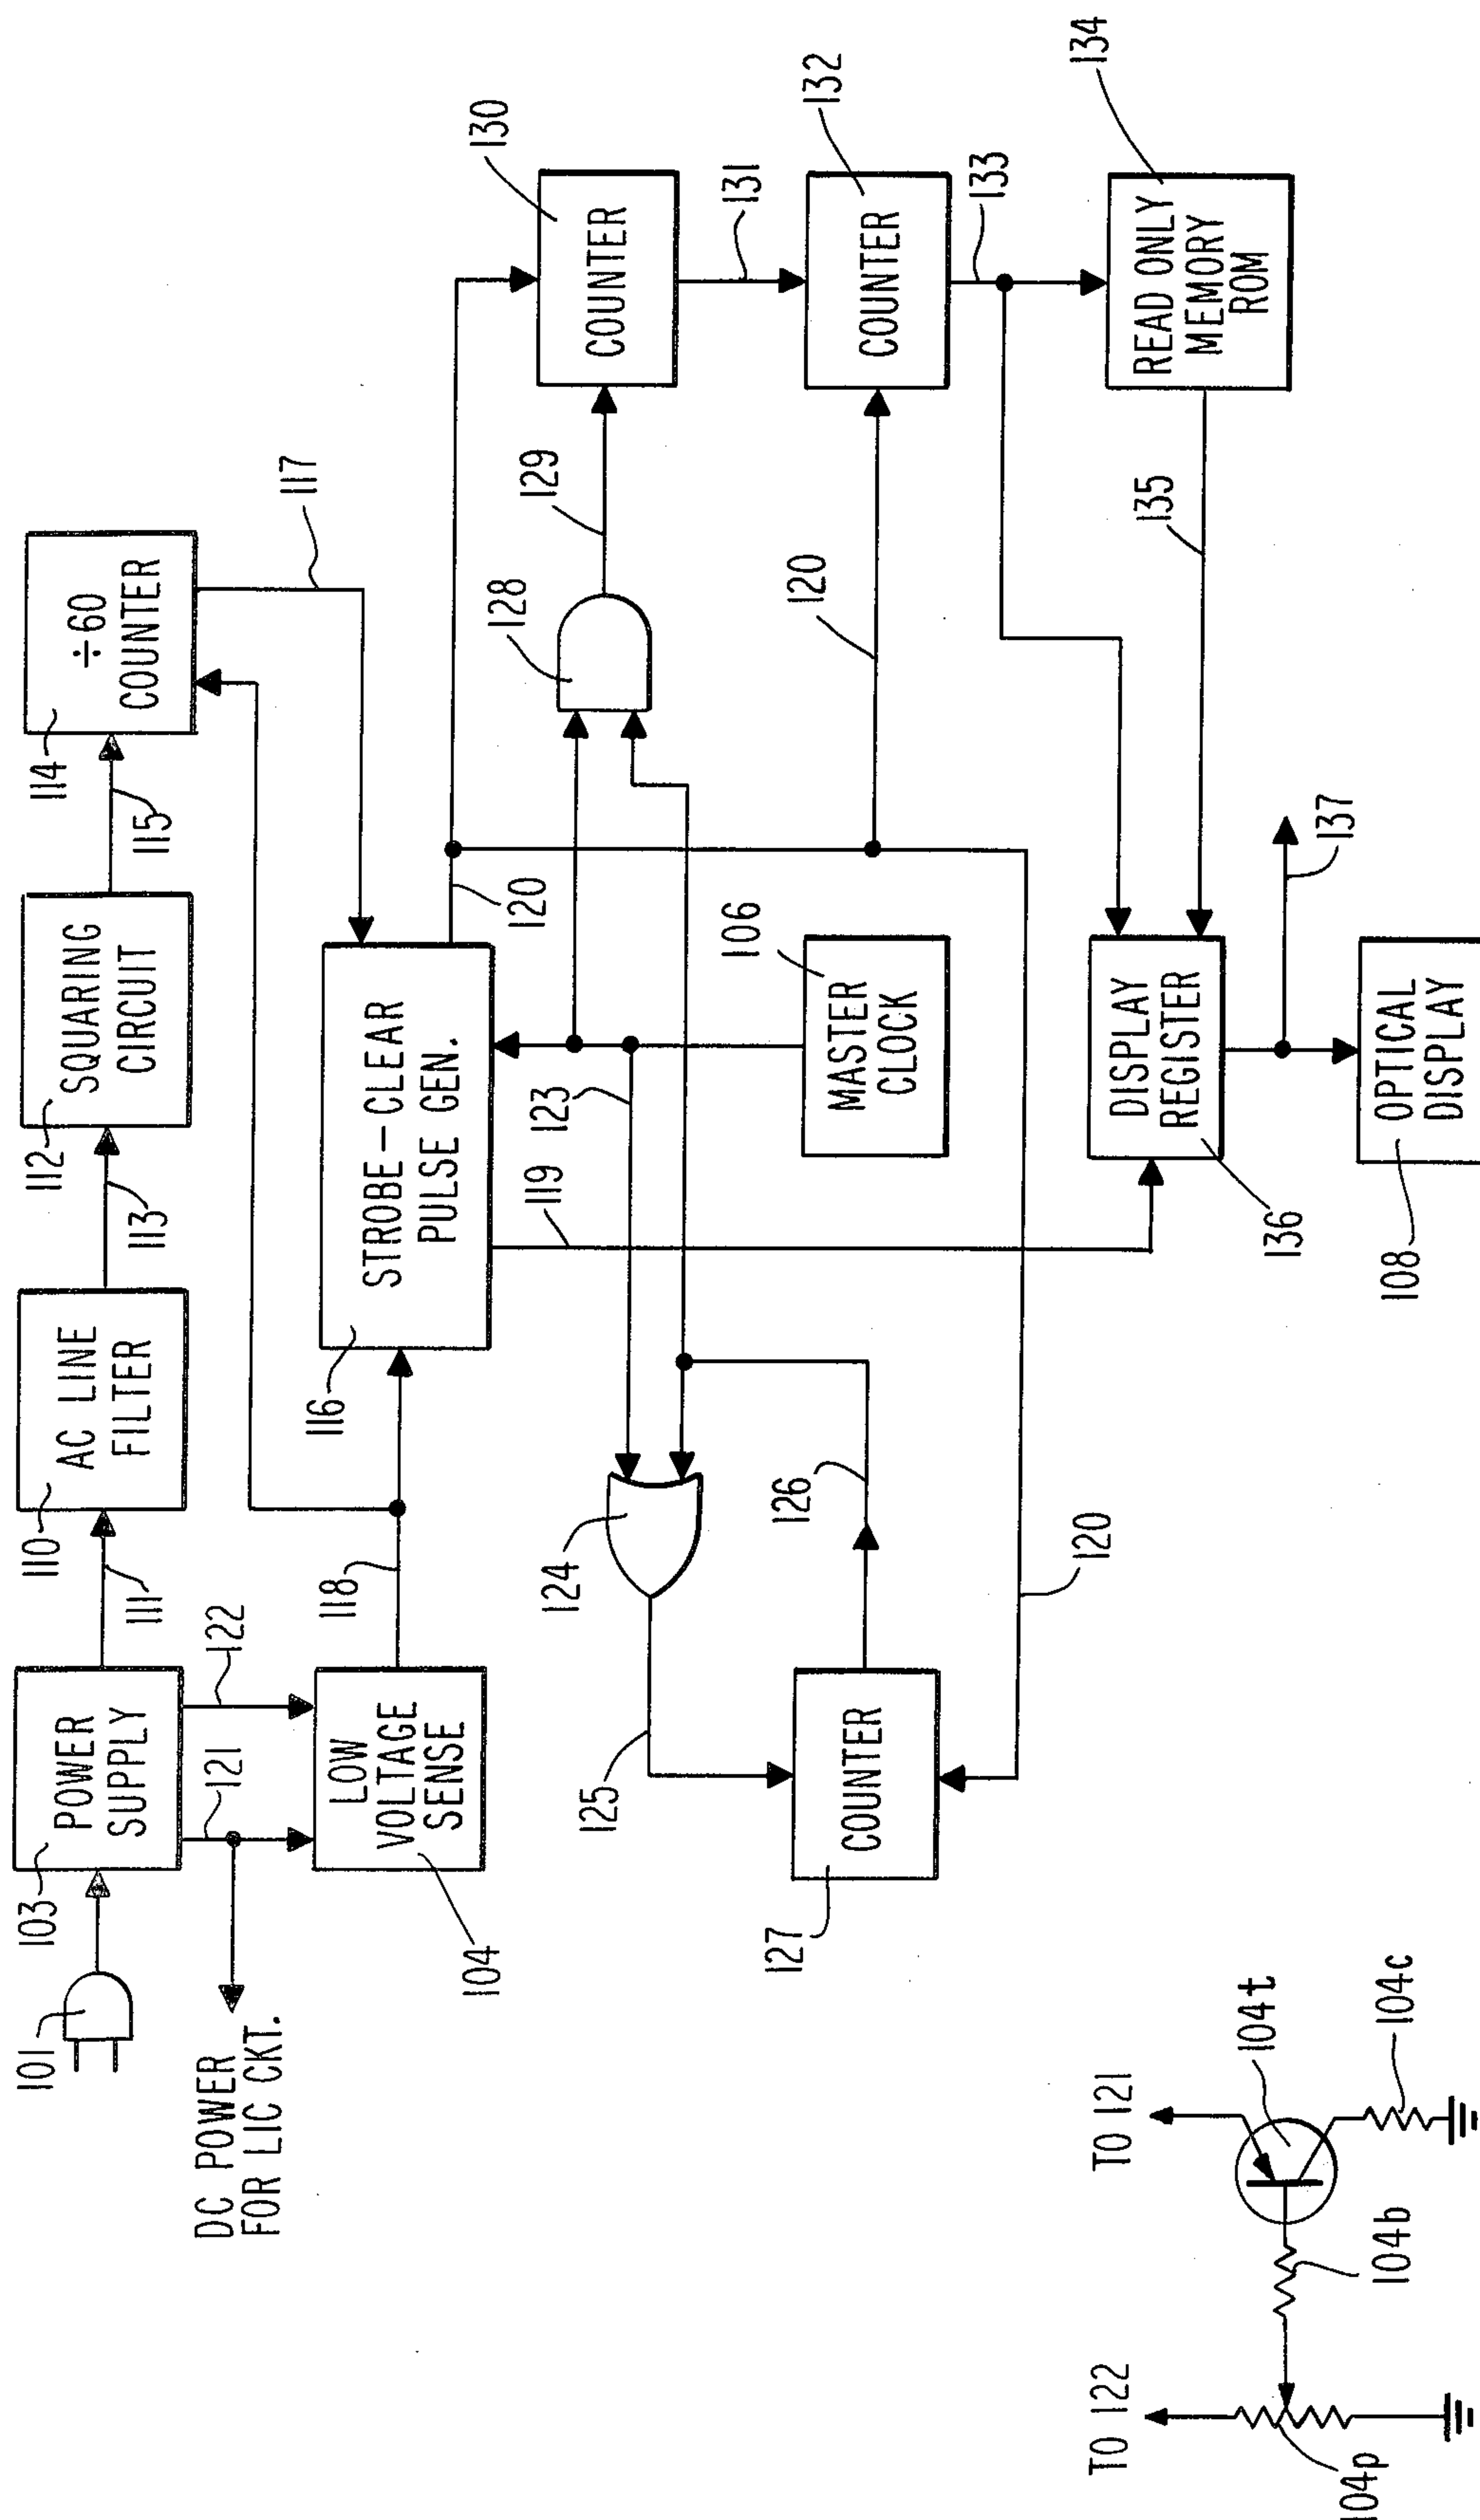 101
103
POWER
SUPPLY
111
110
AC LINE
FILTER
113
112
SQUARING
CIRCUIT
115
114
÷60
COUNTER
117
121
122
DC POWER
FOR LIC CKT.
104
LOW
VOLTAGE
SENSE
118
116
STROBE-CLEAR
PULSE GEN.
120
119
123
124
125
126
127
COUNTER
120
106
MASTER
CLOCK
128
129
130
COUNTER
131
132
COUNTER
120
133
134
READ ONLY
MEMORY
ROM
135
136
DISPLAY
REGISTER
137
108
OPTICAL
DISPLAY
TO 122
104p
104b
TO 121
104t
104c